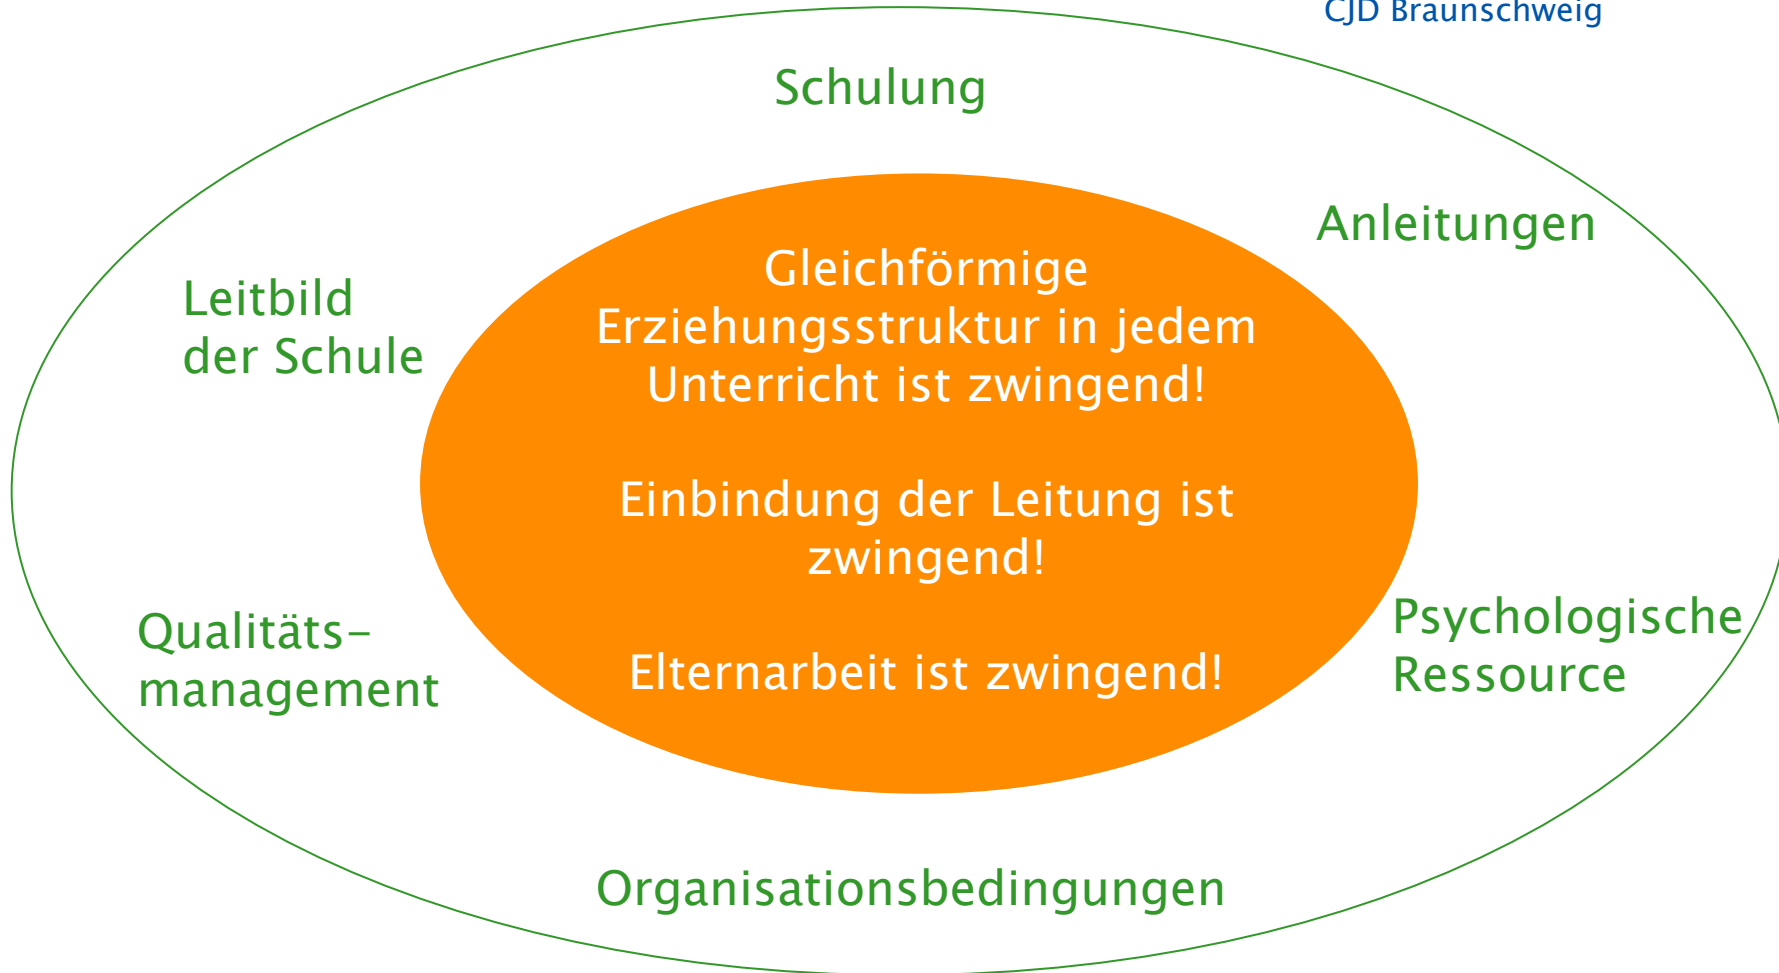 CJD Braunschweig
Schulung
Anleitungen
Leitbild
der Schule
Gleichförmige
Erziehungsstruktur in jedem
Unterricht ist zwingend!
Einbindung der Leitung ist
zwingend!
Elternarbeit ist zwingend!
Qualitäts-
management
Psychologische
Ressource
Organisationsbedingungen